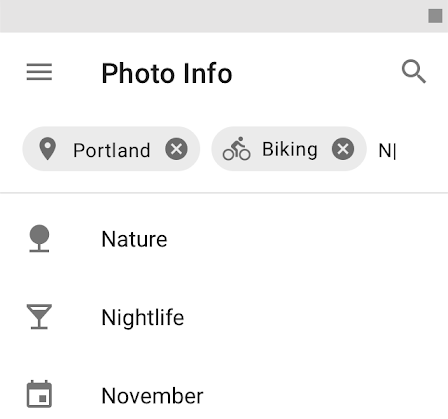 Photo Info
Portland Biking N
Nature
Nightlife
November